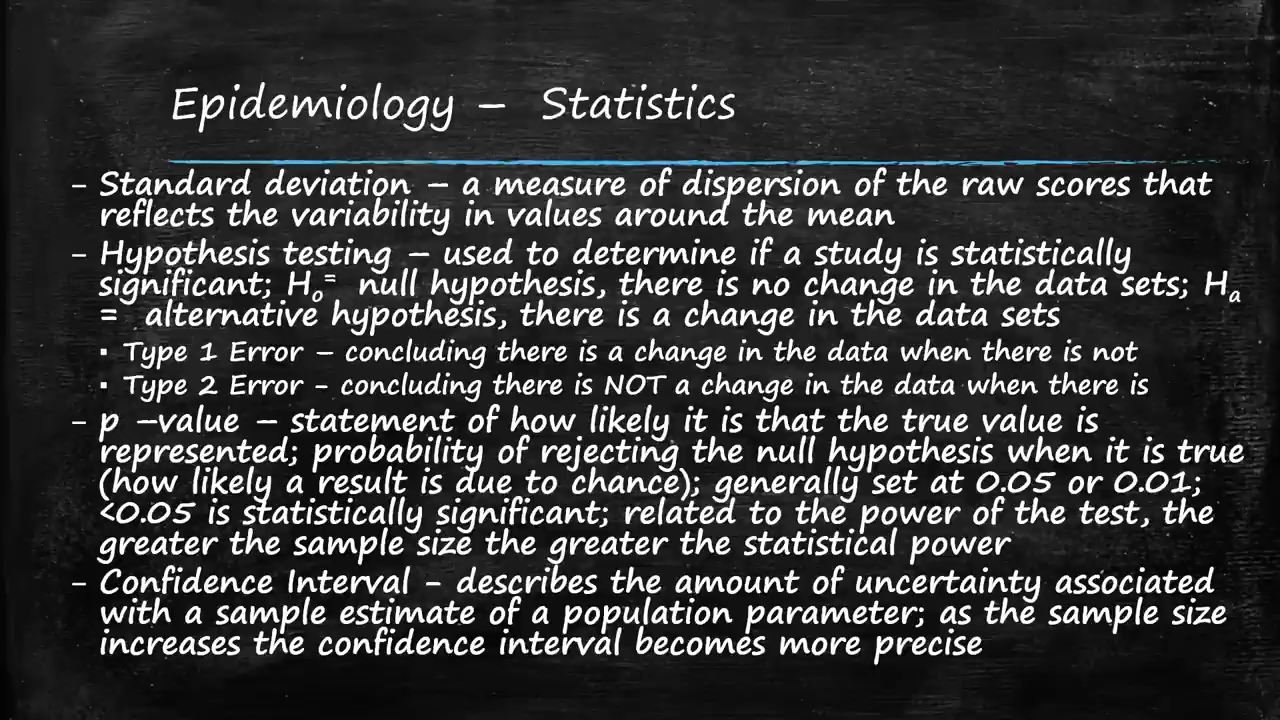 Epidemiology – Statistics
– Standard deviation – a measure of dispersion of the raw scores that
reflects the variability in values around the mean
– Hypothesis testing – used to determine if a study is statistically
significant; Ho= null hypothesis, there is no change in the data sets; Ha
= alternative hypothesis, there is a change in the data sets
▪ Type 1 Error – concluding there is a change in the data when there is not
▪ Type 2 Error - concluding there is NOT a change in the data when there is
– p –value – statement of how likely it is that the true value is
represented; probability of rejecting the null hypothesis when it is true
(how likely a result is due to chance); generally set at 0.05 or 0.01;
<0.05 is statistically significant; related to the power of the test, the
greater the sample size the greater the statistical power
– Confidence Interval - describes the amount of uncertainty associated
with a sample estimate of a population parameter; as the sample size
increases the confidence interval becomes more precise